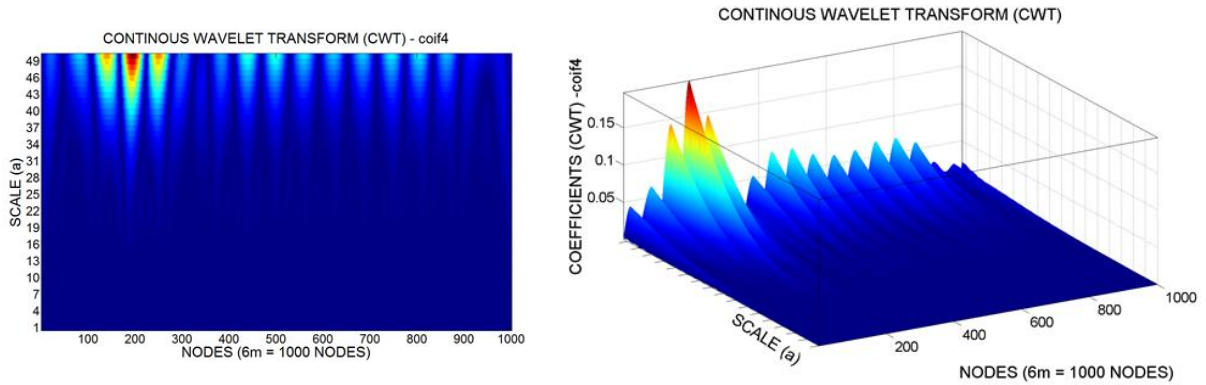 CONTINOUS WAVELET TRANSFORM (CWT) - coif4
SCALE (a)
49
46
43
40
37
34
31
28
25
22
19
16
13
10
7
4
1
100 200 300 400 500 600 700 800 900 1000
NODES (6m = 1000 NODES)
CONTINOUS WAVELET TRANSFORM (CWT)
COEFFICIENTS (CWT) -coif4
0.15
0.1
0.05
SCALE (a)
200 400 600 800 1000
NODES (6m = 1000 NODES)